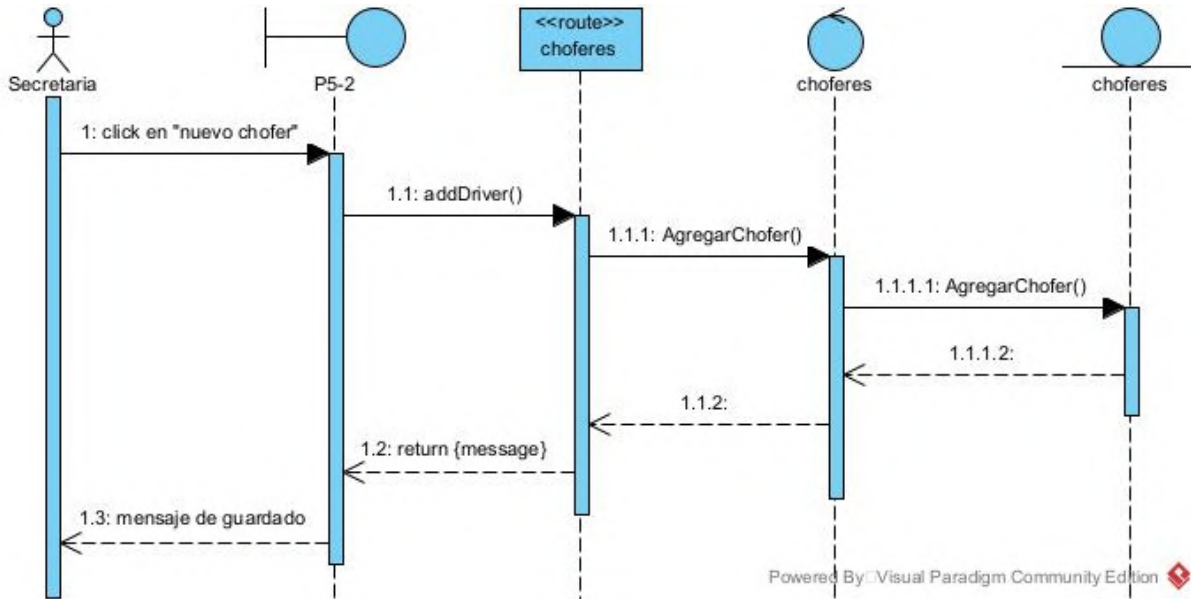 <<route>>
choferes
Secretaria
P5-2
choferes
choferes
1: click en "nuevo chofer"
1.1: addDriver()
1.1.1: AgregarChofer()
1.1.1.1: AgregarChofer()
1.1.1.2:
1.1.2:
1.2: return {message}
1.3: mensaje de guardado
Powered By Visual Paradigm Community Edition